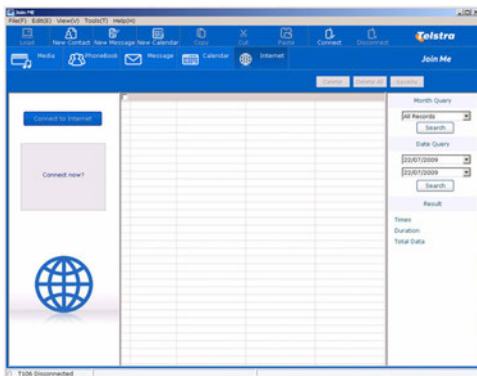 Join ME
File(F) Edit(E) View(V) Tools(T) Help(H)
Load New Contact New Message New Calendar Copy Cut Paste Connect Disconnect
Telstra
Media PhoneBook Message Calendar Internet
Join Me
Delete Delete All
Month Query
Connect to Internet
All Records
Search
Date Query
22/07/2009
22/07/2009
Connect now?
Search
Result
Times
Duration
Total Data
T106 Disconnected